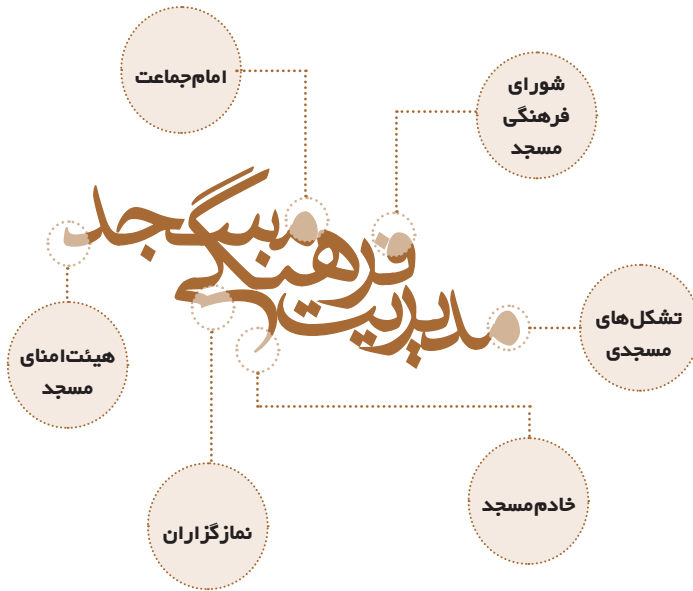 امام‌جماعت
شورای
فرهنگی
مسجد
مدیریت فرهنگی مسجد
تشکل‌های
مسجدی
هیئت‌امنای
مسجد
خادم‌مسجد
نمازگزاران